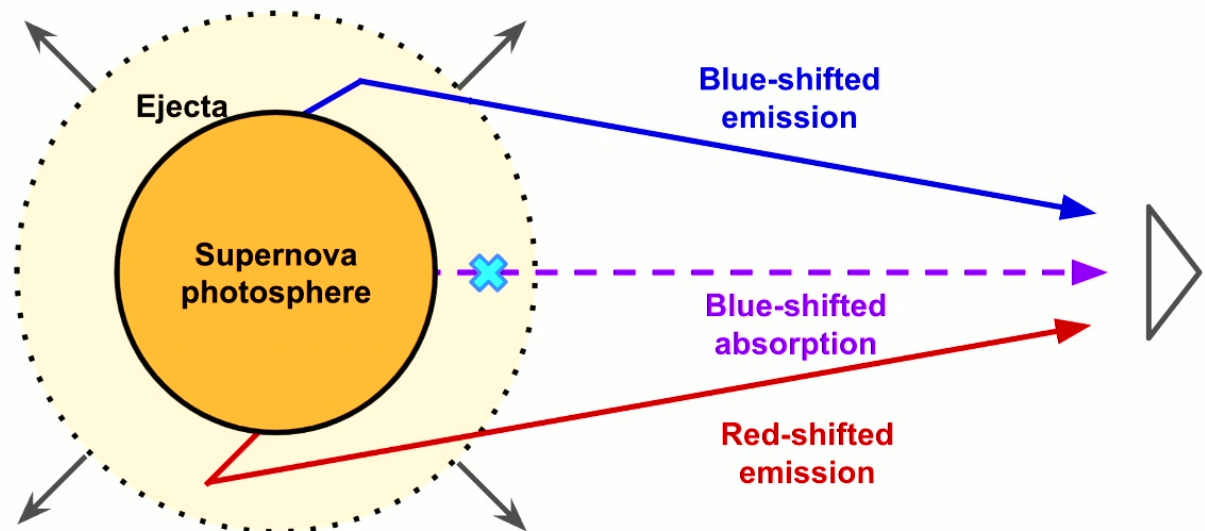 Blue-shifted
emission
Ejecta
Supernova
photosphere
Blue-shifted
absorption
Red-shifted
emission